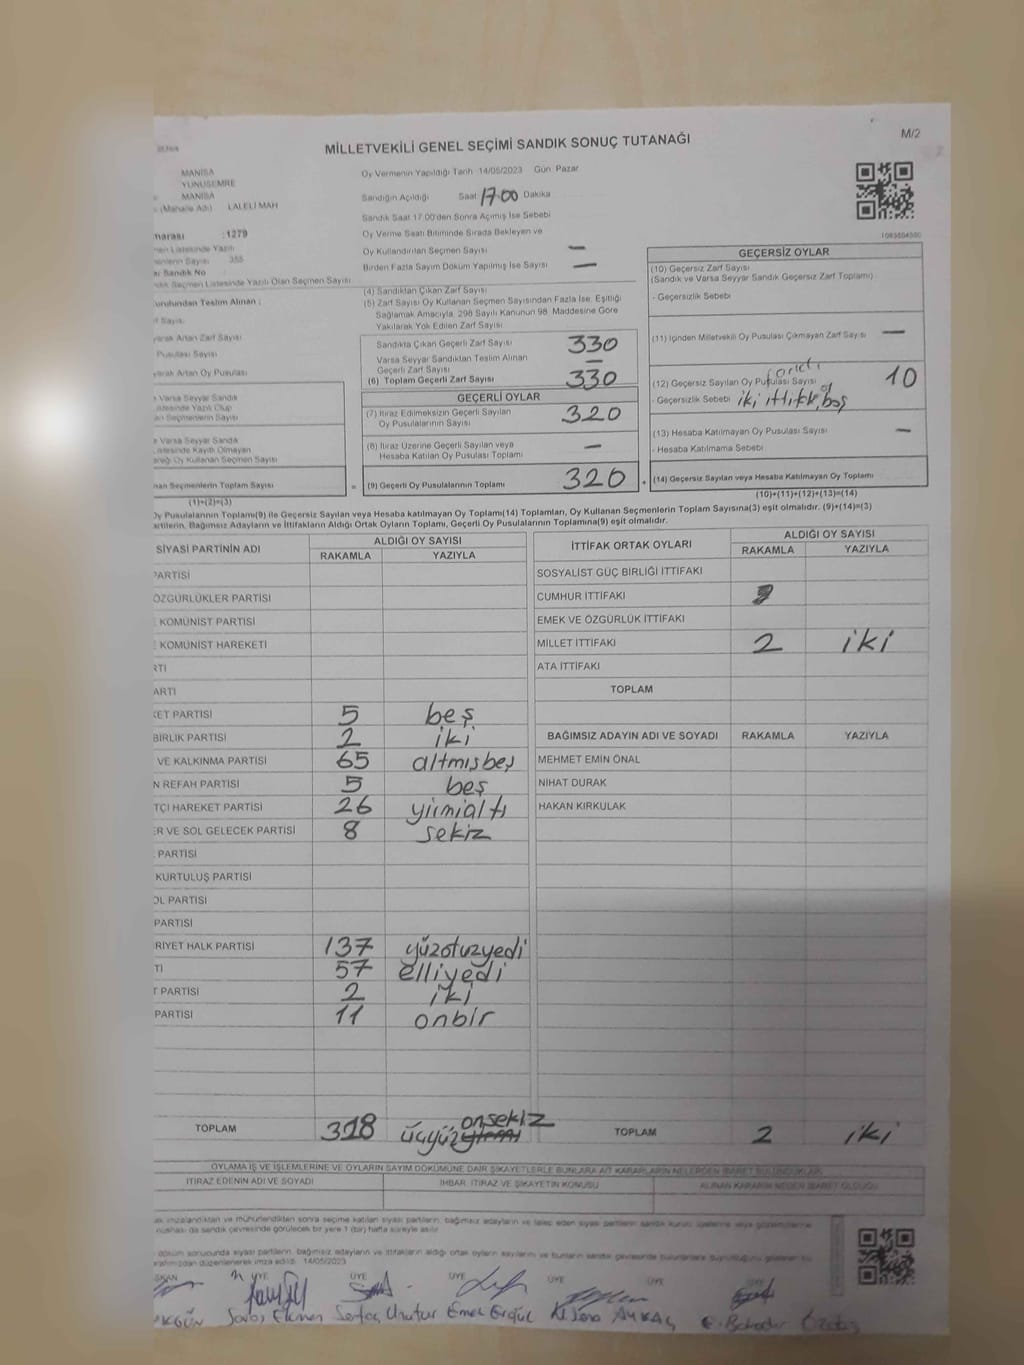 M/2
MİLLETVEKİLİ GENEL SEÇİMİ SANDIK SONUÇ TUTANAĞI
MANİSA
YUNUSEMRE
MANİSA
(Mahalle Adı) LALELİ MAH
Oy Vermenin Yapıldığı Tarih 14/05/2023 Gün: Pazar
Sandığın Açıldığı Saat 17:00 Dakika
Sandık Saat 17.00'den Sonra Açılmış İse Sebebi
marası :1279
Oy Verme Saati Bitiminde Sırada Bekleyen ve
men Listesinde Yazılı
Oy Kullandırılan Seçmen Sayısı —
nlerin Sayısı 355
Birden Fazla Sayım Döküm Yapılmış İse Sayısı —
ası Sandık No
Seçmen Listesinde Yazılı Olan Seçmen Sayısı
urulundan Teslim Alınan :
f Sayısı
arak Artan Zarf Sayısı
Pusulası Sayısı
arak Artan Oy Pusulası
(4) Sandıktan Çıkan Zarf Sayısı
(5) Zarf Sayısı Oy Kullanan Seçmen Sayısından Fazla İse, Eşitliği
Sağlamak Amacıyla, 298 Sayılı Kanunun 98. Maddesine Göre
Yakılarak Yok Edilen Zarf Sayısı
Sandıkta Çıkan Geçerli Zarf Sayısı 330
Varsa Seyyar Sandıktan Teslim Alınan
Geçerli Zarf Sayısı —
(6) Toplam Geçerli Zarf Sayısı 330
GEÇERLİ OYLAR
(7) İtiraz Edilmeksizin Geçerli Sayılan
Oy Pusulalarının Sayısı 320
(8) İtiraz Üzerine Geçerli Sayılan veya
Hesaba Katılan Oy Pusulası Toplamı —
= (9) Geçerli Oy Pusulalarının Toplamı 320 +
GEÇERSİZ OYLAR
(10) Geçersiz Zarf Sayısı
(Sandık ve Varsa Seyyar Sandık Geçersiz Zarf Toplamı)
- Geçersizlik Sebebi
(11) İçinden Milletvekili Oy Pusulası Çıkmayan Zarf Sayısı —
(12) Geçersiz Sayılan Oy Pusulası Sayısı 10
- Geçersizlik Sebebi iki ittifak, boş
(13) Hesaba Katılmayan Oy Pusulası Sayısı —
- Hesaba Katılmama Sebebi
(14) Geçersiz Sayılan veya Hesaba Katılmayan Oy Toplamı
(10)+(11)+(12)+(13)=(14)
Varsa Seyyar Sandık
istesinde Yazılı Olup
an Seçmenlerin Sayısı
e Varsa Seyyar Sandık
Listesinde Kayıtlı Olmayan
Oy Kullanan Seçmen Sayısı
nan Seçmenlerin Toplam Sayısı
(1)+(2)=(3)
Oy Pusulalarının Toplamı(9) ile Geçersiz Sayılan veya Hesaba Katılmayan Oy Toplamı(14) Toplamları, Oy Kullanan Seçmenlerin Toplam Sayısına(3) eşit olmalıdır. (9)+(14)=(3)
artilerin, Bağımsız Adayların ve İttifakların Aldığı Ortak Oyların Toplamı, Geçerli Oy Pusulalarının Toplamına(9) eşit olmalıdır.
SİYASİ PARTİNİN ADI ALDIĞI OY SAYISI
RAKAMLA YAZIYLA
PARTİSİ
ÖZGÜRLÜKLER PARTİSİ
KOMÜNİST PARTİSİ
KOMÜNİST HAREKETİ
RTİ
ARTİ
KET PARTİSİ 5 beş
BİRLİK PARTİSİ 2 iki
VE KALKINMA PARTİSİ 65 altmışbeş
N REFAH PARTİSİ 5 beş
TÇİ HAREKET PARTİSİ 26 yirmialtı
ER VE SOL GELECEK PARTİSİ 8 sekiz
PARTİSİ
KURTULUŞ PARTİSİ
OL PARTİSİ
PARTİSİ
RİYET HALK PARTİSİ 137 yüzotuzyedi
Tİ 57 elliyedi
T PARTİSİ 2 iki
PARTİSİ 11 onbir
TOPLAM 318 üçyüz onsekiz
İTTİFAK ORTAK OYLARI ALDIĞI OY SAYISI
RAKAMLA YAZIYLA
SOSYALİST GÜÇ BİRLİĞİ İTTİFAKI
CUMHUR İTTİFAKI
EMEK VE ÖZGÜRLÜK İTTİFAKI
MİLLET İTTİFAKI 2 iki
ATA İTTİFAKI
TOPLAM
BAĞIMSIZ ADAYIN ADI VE SOYADI RAKAMLA YAZIYLA
MEHMET EMİN ÖNAL
NİHAT DURAK
HAKAN KIRKULAK
TOPLAM 2 iki
OYLAMA İŞ VE İŞLEMLERİNE VE OYLARIN SAYIM DÖKÜMÜNE DAİR ŞİKAYETLERLE BUNLARA AİT KARARLARIN NELERDEN İBARET BULUNDUKLARI
İTİRAZ EDENİN ADI VE SOYADI İHBAR, İTİRAZ VE ŞİKAYETİN KONUSU ALINAN KARARIN NEDEN İBARET OLDUĞU
14/05/2023
ŞKAN ÜYE ÜYE ÜYE ÜYE ÜYE ÜYE
Emel